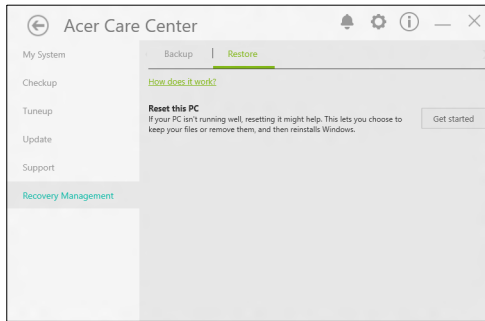 Acer Care Center
My System
Checkup
Tuneup
Update
Support
Recovery Management
Backup
Restore
How does it work?
Reset this PC
If your PC isn't running well, resetting it might help. This lets you choose to
keep your files or remove them, and then reinstalls Windows.
Get started